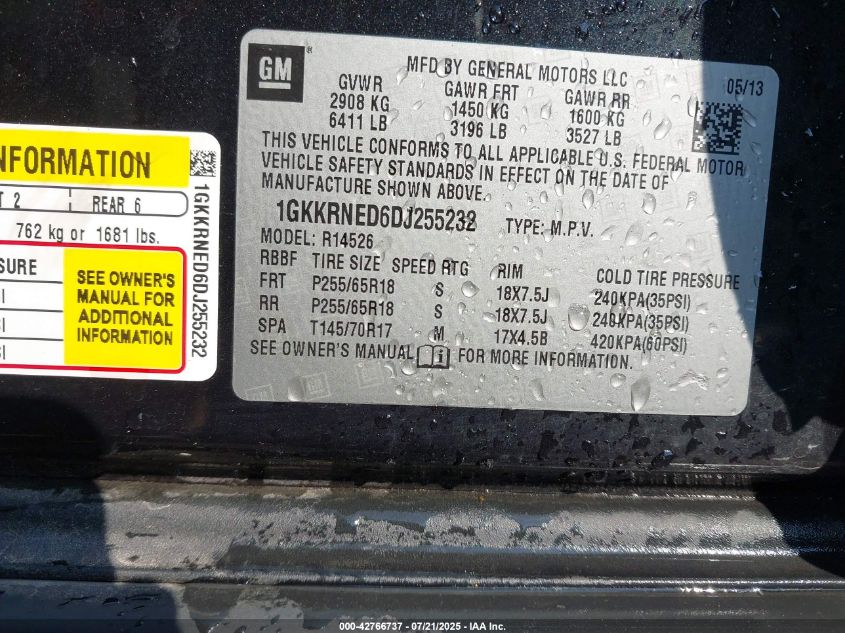 NFORMATION
T 2 REAR 6
762 kg or 1681 lbs.
SURE
SEE OWNER'S
MANUAL FOR
ADDITIONAL
INFORMATION
I
I
SI
1GKKRNED6DJ255232
GM®
MFD BY GENERAL MOTORS LLC
05/13
GVWR GAWR FRT GAWR RR
2908 KG 1450 KG 1600 KG
6411 LB 3196 LB 3527 LB
THIS VEHICLE CONFORMS TO ALL APPLICABLE U.S. FEDERAL MOTOR
VEHICLE SAFETY STANDARDS IN EFFECT ON THE DATE OF
MANUFACTURE SHOWN ABOVE.
1GKKRNED6DJ255232 TYPE: M.P.V.
MODEL: R14526
RBBF TIRE SIZE SPEED RTG RIM COLD TIRE PRESSURE
FRT P255/65R18 S 18X7.5J 240KPA(35PSI)
RR P255/65R18 S 18X7.5J 240KPA(35PSI)
SPA T145/70R17 M 17X4.5B 420KPA(60PSI)
SEE OWNER'S MANUAL i FOR MORE INFORMATION.
000-42766737 - 07/21/2025 - IAA Inc.